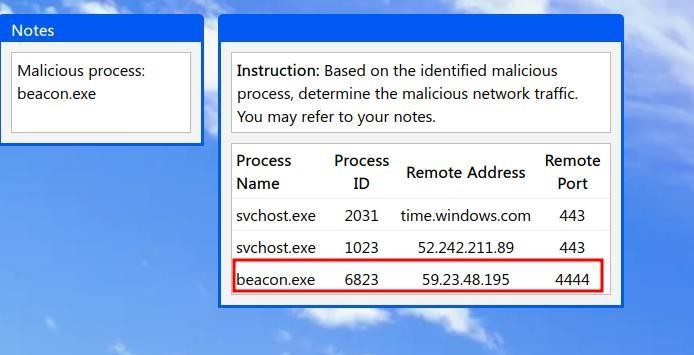 Notes
Malicious process:
beacon.exe
Instruction: Based on the identified malicious
process, determine the malicious network traffic.
You may refer to your notes.
Process Name Process ID Remote Address Remote Port
svchost.exe 2031 time.windows.com 443
svchost.exe 1023 52.242.211.89 443
beacon.exe 6823 59.23.48.195 4444